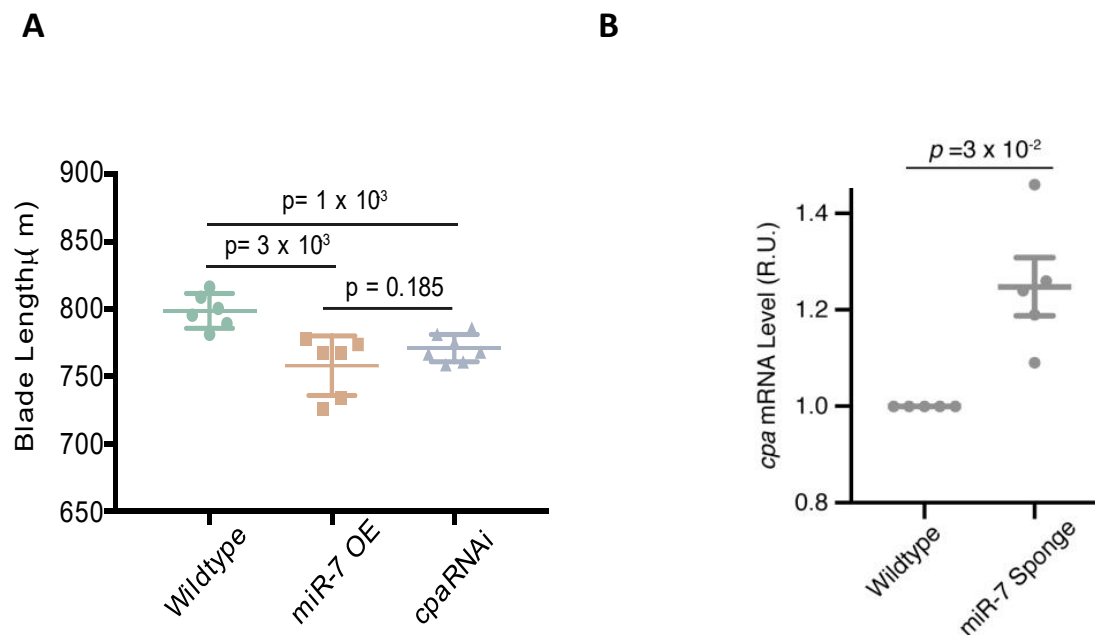 A
B
900
850
800
750
700
650
Blade Lengthμ( m)
p= 1 x 10³
p= 3 x 10³
p = 0.185
Wildtype
miR-7 OE
cpaRNAi
p =3 x 10⁻²
1.4
1.2
1.0
0.8
cpa mRNA Level (R.U.)
Wildtype
miR-7 Sponge